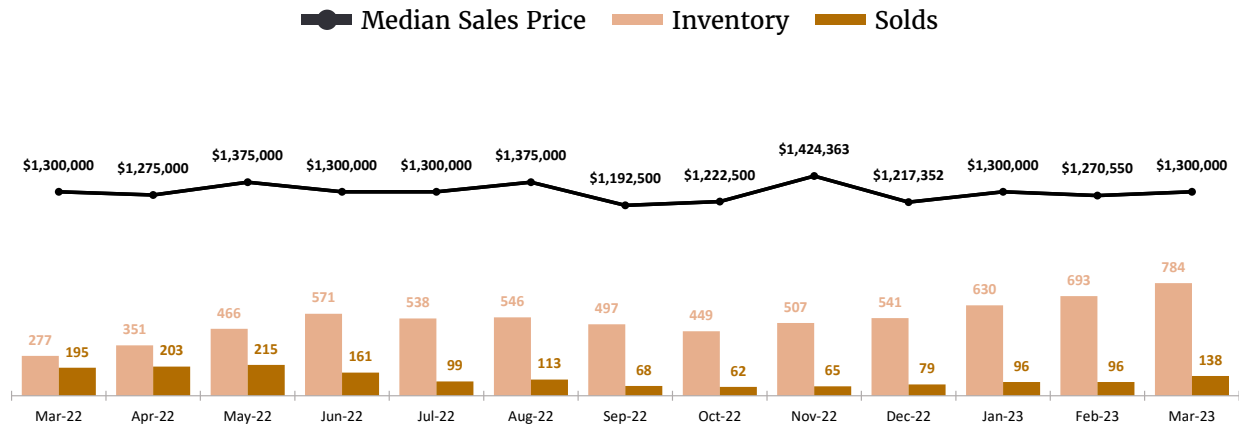 Median Sales Price Inventory Solds
$1,300,000 $1,275,000 $1,375,000 $1,300,000 $1,300,000 $1,375,000 $1,192,500 $1,222,500 $1,424,363 $1,217,352 $1,300,000 $1,270,550 $1,300,000
277 351 466 571 538 546 497 449 507 541 630 693 784
195 203 215 161 99 113 68 62 65 79 96 96 138
Mar-22 Apr-22 May-22 Jun-22 Jul-22 Aug-22 Sep-22 Oct-22 Nov-22 Dec-22 Jan-23 Feb-23 Mar-23